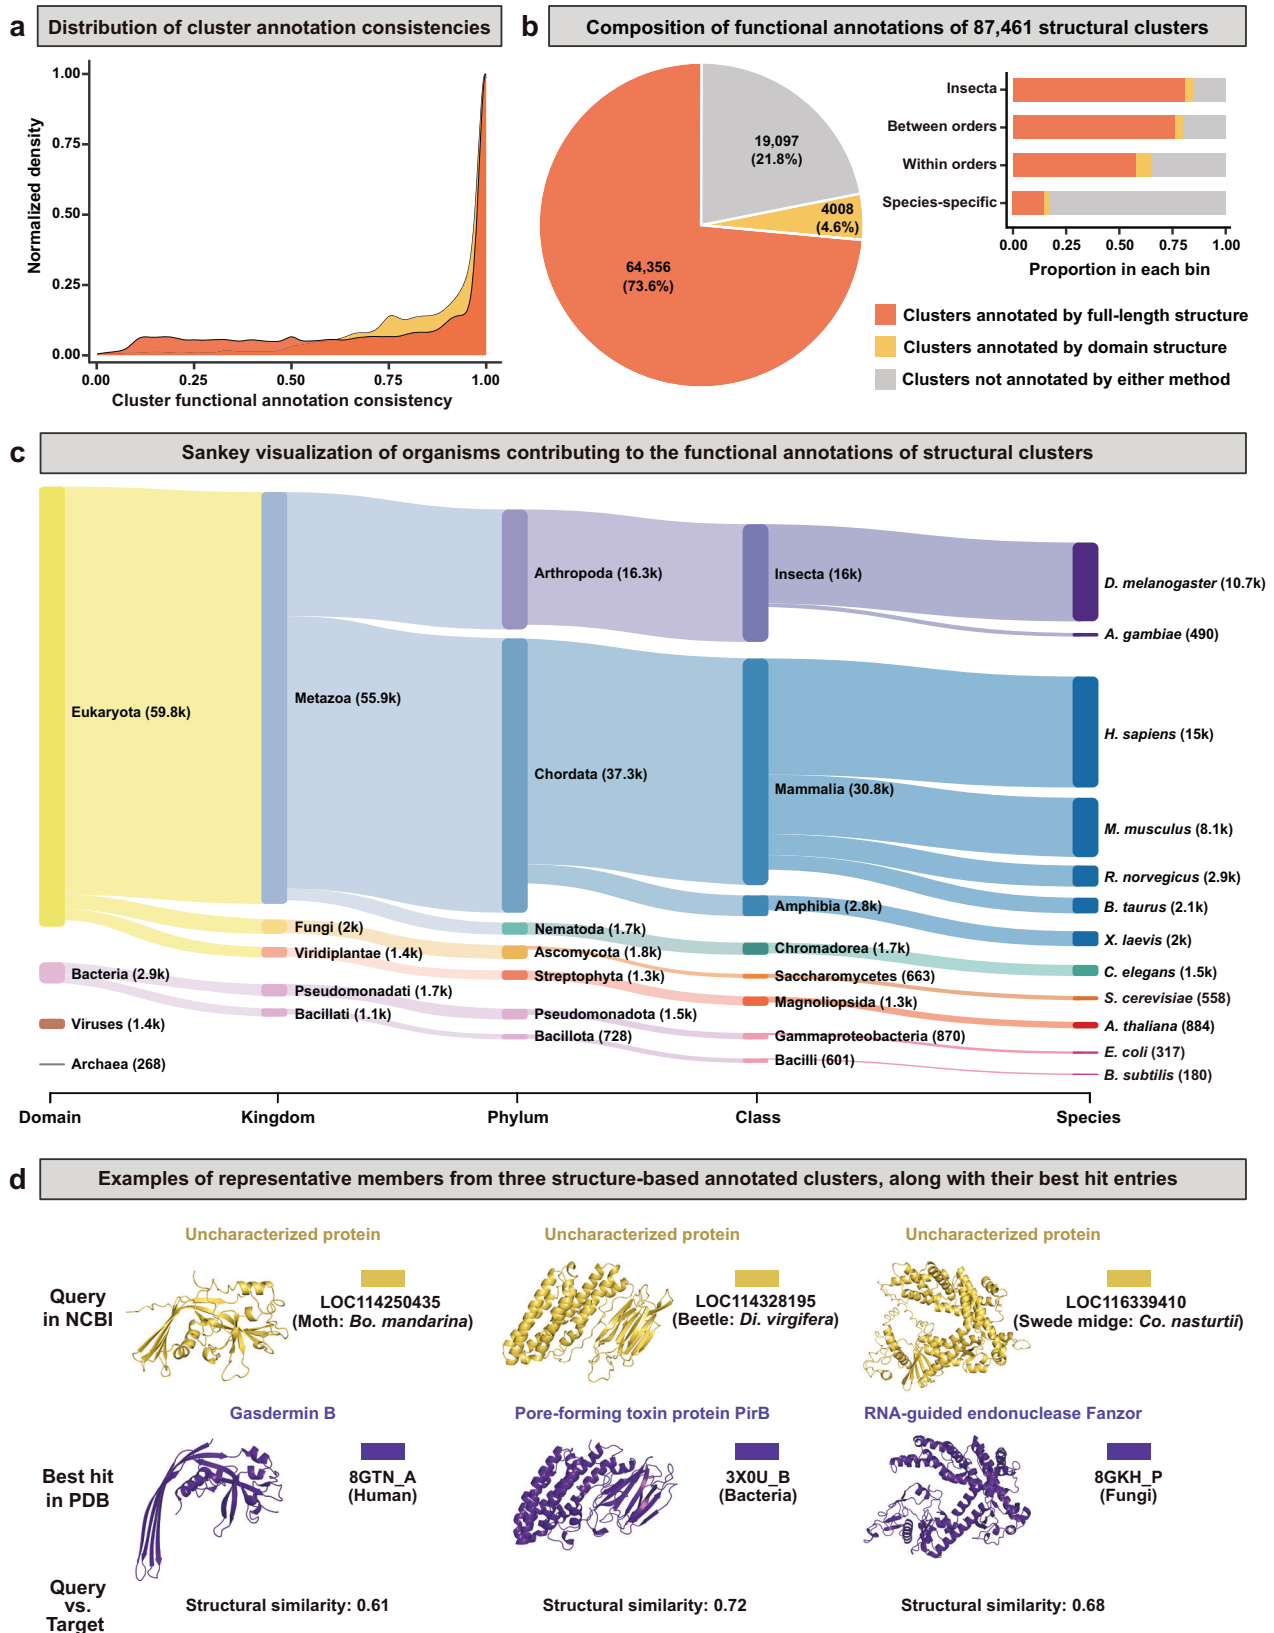 a
Distribution of cluster annotation consistencies
1.00
0.75
0.50
0.25
0.00
Normalized density
0.00 0.25 0.50 0.75 1.00
Cluster functional annotation consistency
b
Composition of functional annotations of 87,461 structural clusters
19,097
(21.8%)
4008
(4.6%)
64,356
(73.6%)
Insecta
Between orders
Within orders
Species-specific
0.00 0.25 0.50 0.75 1.00
Proportion in each bin
Clusters annotated by full-length structure
Clusters annotated by domain structure
Clusters not annotated by either method
c
Sankey visualization of organisms contributing to the functional annotations of structural clusters
Eukaryota (59.8k)
Bacteria (2.9k)
Viruses (1.4k)
Archaea (268)
Metazoa (55.9k)
Fungi (2k)
Viridiplantae (1.4k)
Pseudomonadati (1.7k)
Bacillati (1.1k)
Arthropoda (16.3k)
Chordata (37.3k)
Nematoda (1.7k)
Ascomycota (1.8k)
Streptophyta (1.3k)
Pseudomonadota (1.5k)
Bacillota (728)
Insecta (16k)
Mammalia (30.8k)
Amphibia (2.8k)
Chromadorea (1.7k)
Saccharomycetes (663)
Magnoliopsida (1.3k)
Gammaproteobacteria (870)
Bacilli (601)
D. melanogaster (10.7k)
A. gambiae (490)
H. sapiens (15k)
M. musculus (8.1k)
R. norvegicus (2.9k)
B. taurus (2.1k)
X. laevis (2k)
C. elegans (1.5k)
S. cerevisiae (558)
A. thaliana (884)
E. coli (317)
B. subtilis (180)
Domain Kingdom Phylum Class Species
d
Examples of representative members from three structure-based annotated clusters, along with their best hit entries
Query
in NCBI
Uncharacterized protein
LOC114250435
(Moth: Bo. mandarina)
Uncharacterized protein
LOC114328195
(Beetle: Di. virgifera)
Uncharacterized protein
LOC116339410
(Swede midge: Co. nasturtii)
Best hit
in PDB
Gasdermin B
8GTN_A
(Human)
Pore-forming toxin protein PirB
3X0U_B
(Bacteria)
RNA-guided endonuclease Fanzor
8GKH_P
(Fungi)
Query
vs.
Target
Structural similarity: 0.61
Structural similarity: 0.72
Structural similarity: 0.68